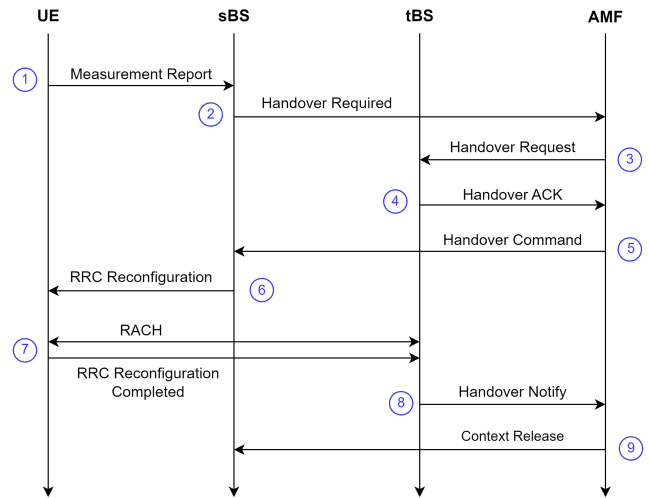 UE sBS tBS AMF
1 Measurement Report
2 Handover Required
Handover Request 3
4 Handover ACK
Handover Command 5
RRC Reconfiguration 6
RACH
7
RRC Reconfiguration
Completed
8 Handover Notify
Context Release 9